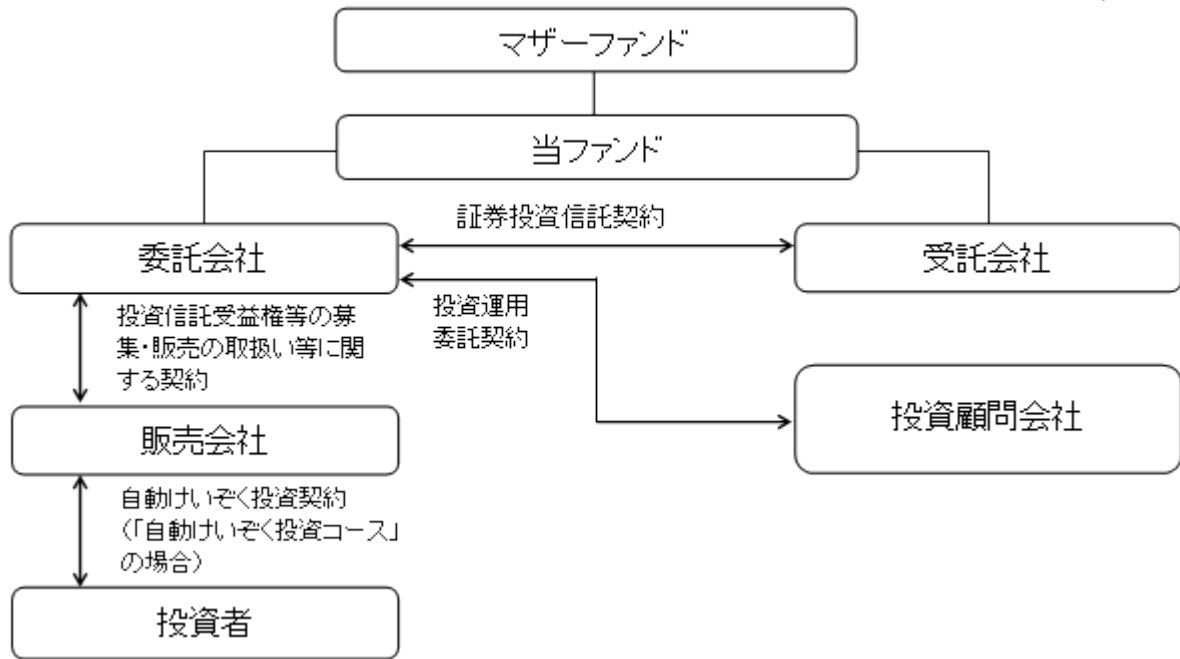 マザーファンド
当ファンド
証券投資信託契約
委託会社
受託会社
投資運用
委託契約
投資信託受益権等の募
集・販売の取扱い等に関
する契約
投資顧問会社
販売会社
自動けいぞく投資契約
(「自動けいぞく投資コース」
の場合)
投資者